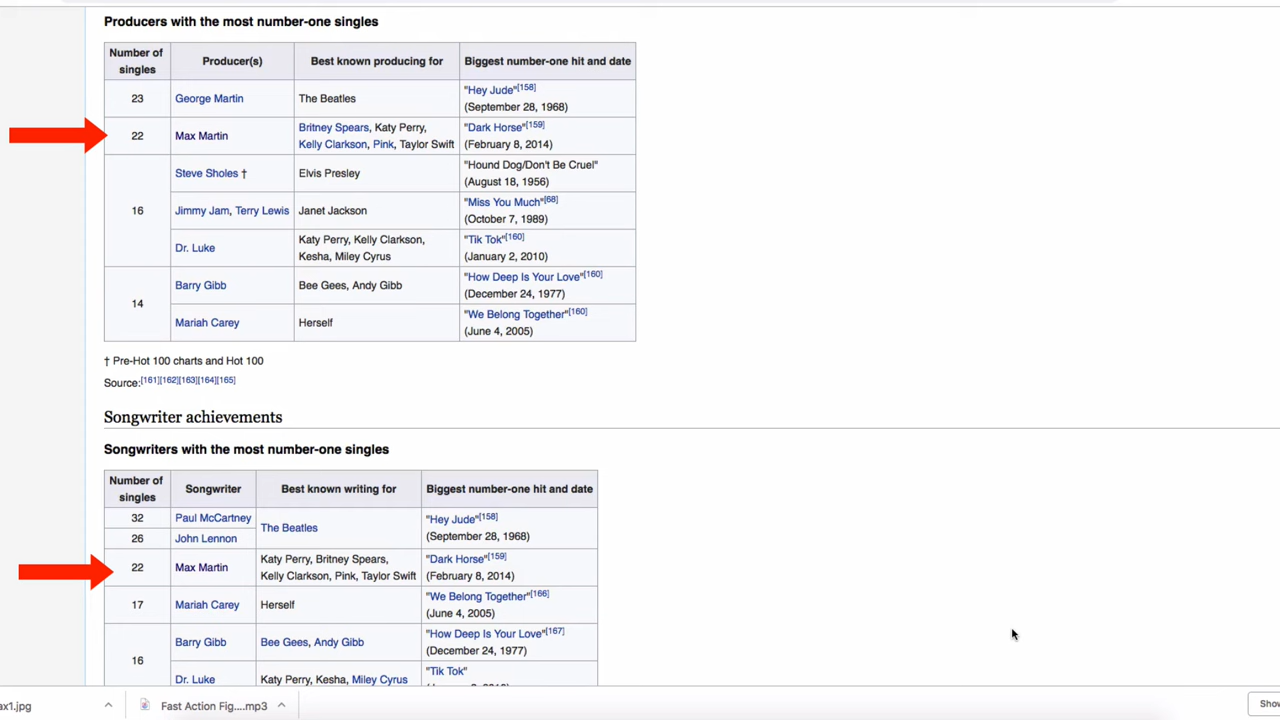 Producers with the most number-one singles
Number of singles Producer(s) Best known producing for Biggest number-one hit and date
23 George Martin The Beatles "Hey Jude"[158]
(September 28, 1968)
22 Max Martin Britney Spears, Katy Perry, "Dark Horse"[159]
Kelly Clarkson, Pink, Taylor Swift (February 8, 2014)
16 Steve Sholes † Elvis Presley "Hound Dog/Don't Be Cruel"
(August 18, 1956)
Jimmy Jam, Terry Lewis Janet Jackson "Miss You Much"[68]
(October 7, 1989)
Dr. Luke Katy Perry, Kelly Clarkson, "Tik Tok"[160]
Kesha, Miley Cyrus (January 2, 2010)
14 Barry Gibb Bee Gees, Andy Gibb "How Deep Is Your Love"[160]
(December 24, 1977)
Mariah Carey Herself "We Belong Together"[160]
(June 4, 2005)
† Pre-Hot 100 charts and Hot 100
Source:[161][162][163][164][165]
Songwriter achievements
Songwriters with the most number-one singles
Number of singles Songwriter Best known writing for Biggest number-one hit and date
32 Paul McCartney The Beatles "Hey Jude"[158]
26 John Lennon (September 28, 1968)
22 Max Martin Katy Perry, Britney Spears, "Dark Horse"[159]
Kelly Clarkson, Pink, Taylor Swift (February 8, 2014)
17 Mariah Carey Herself "We Belong Together"[166]
(June 4, 2005)
16 Barry Gibb Bee Gees, Andy Gibb "How Deep Is Your Love"[167]
(December 24, 1977)
Dr. Luke Katy Perry, Kesha, Miley Cyrus "Tik Tok"
ax1.jpg Fast Action Fig....mp3 Show